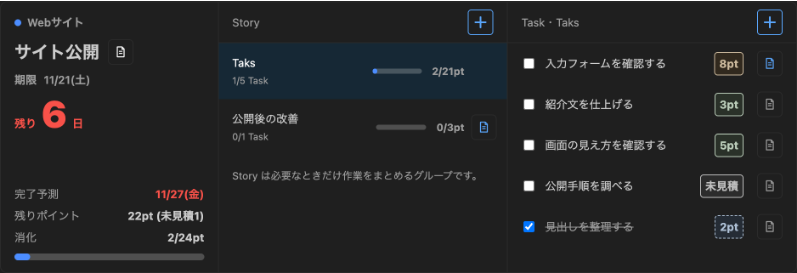 Webサイト
サイト公開
期限 11/21(土)
残り 6 日
完了予測 11/27(金)
残りポイント 22pt (未見積1)
消化 2/24pt
Story
Taks
1/5 Task
2/21pt
公開後の改善
0/1 Task
0/3pt
Story は必要なときだけ作業をまとめるグループです。
Task・Taks
入力フォームを確認する 8pt
紹介文を仕上げる 3pt
画面の見え方を確認する 5pt
公開手順を調べる 未見積
見出しを整理する 2pt